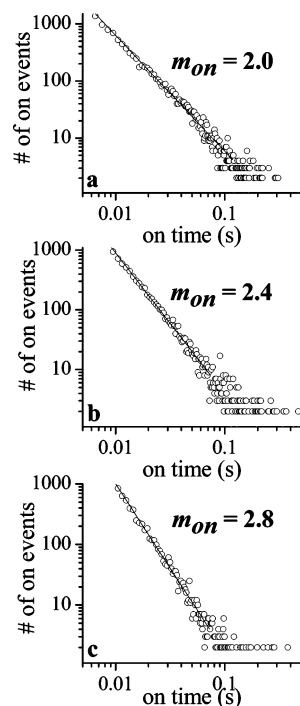 1000
100
10
# of on events
m_on = 2.0
a
0.01 0.1
on time (s)
1000
100
10
# of on events
m_on = 2.4
b
0.01 0.1
on time (s)
1000
100
10
# of on events
m_on = 2.8
c
0.01 0.1
on time (s)